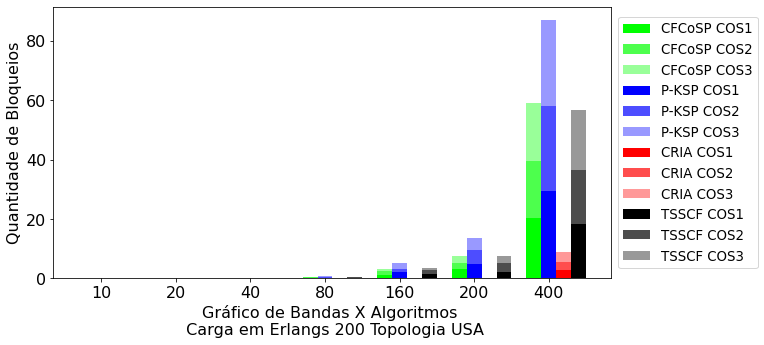 Quantidade de Bloqueios
80
60
40
20
0
10 20 40 80 160 200 400
Gráfico de Bandas X Algoritmos
Carga em Erlangs 200 Topologia USA
CFCoSP COS1
CFCoSP COS2
CFCoSP COS3
P-KSP COS1
P-KSP COS2
P-KSP COS3
CRIA COS1
CRIA COS2
CRIA COS3
TSSCF COS1
TSSCF COS2
TSSCF COS3